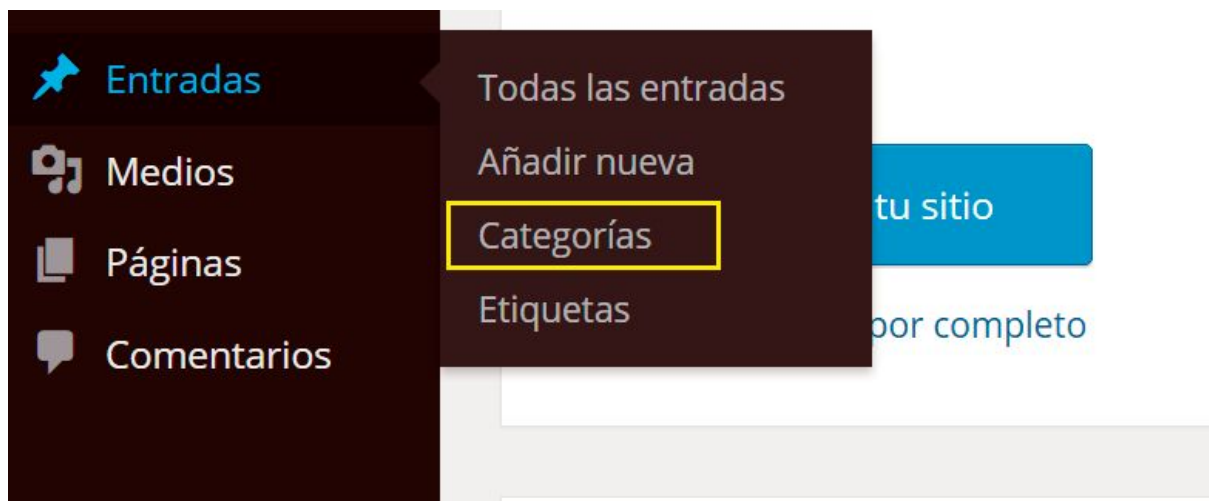 Entradas
Medios
Páginas
Comentarios
Todas las entradas
Añadir nueva
Categorías
Etiquetas
tu sitio
por completo